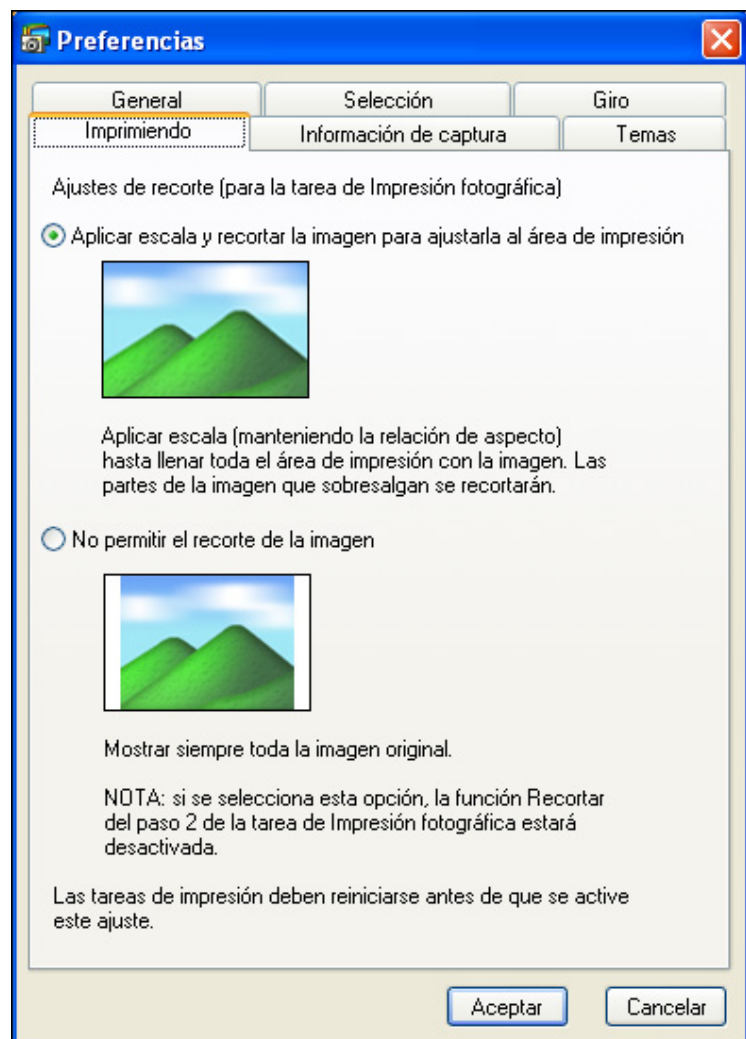 Preferencias
General
Selección
Giro
Imprimiendo
Información de captura
Temas
Ajustes de recorte (para la tarea de Impresión fotográfica)
Aplicar escala y recortar la imagen para ajustarla al área de impresión
Aplicar escala (manteniendo la relación de aspecto)
hasta llenar toda el área de impresión con la imagen. Las
partes de la imagen que sobresalgan se recortarán.
No permitir el recorte de la imagen
Mostrar siempre toda la imagen original.
NOTA: si se selecciona esta opción, la función Recortar
del paso 2 de la tarea de Impresión fotográfica estará
desactivada.
Las tareas de impresión deben reiniciarse antes de que se active
este ajuste.
Aceptar
Cancelar